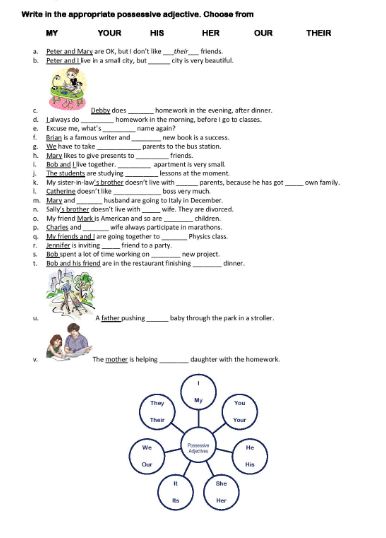 Write in the appropriate possessive adjective. Choose from
MY YOUR HIS HER OUR THEIR
a. Peter and Mary are OK, but I don't like ___their___ friends.
b. Peter and I live in a small city, but ______ city is very beautiful.
c. Debby does _______ homework in the evening, after dinner.
d. I always do _________ homework in the morning, before I go to classes.
e. Excuse me, what's _________ name again?
f. Brian is a famous writer and ________ new book is a success.
g. We have to take ___________ parents to the bus station.
h. Mary likes to give presents to _________ friends.
i. Bob and I live together. __________ apartment is very small.
j. The students are studying _________ lessons at the moment.
k. My sister-in-law's brother doesn't live with ______ parents, because he has got _____ own family.
l. Catherine doesn't like ____________ boss very much.
m. Mary and _______ husband are going to Italy in December.
n. Sally's brother doesn't live with _____ wife. They are divorced.
o. My friend Mark is American and so are ________ children.
p. Charles and _______ wife always participate in marathons.
q. My friends and I are going together to _______ Physics class.
r. Jennifer is inviting _____ friend to a party.
s. Bob spent a lot of time working on _________ new project.
t. Bob and his friend are in the restaurant finishing ________ dinner.
u. A father pushing ______ baby through the park in a stroller.
v. The mother is helping ________ daughter with the homework.
I
My
They
Their
You
Your
Possessive
Adjectives
We
Our
He
His
It
Its
She
Her